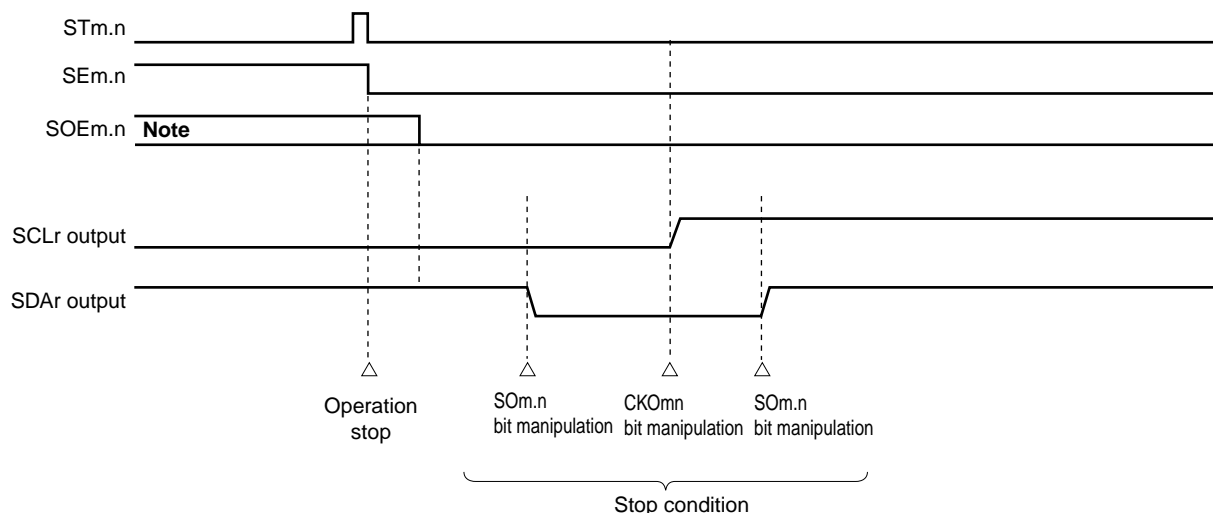 STm.n
SEm.n
SOEm.n Note
SCLr output
SDAr output
Operation
stop
SOm.n
bit manipulation
CKOmn
bit manipulation
SOm.n
bit manipulation
Stop condition